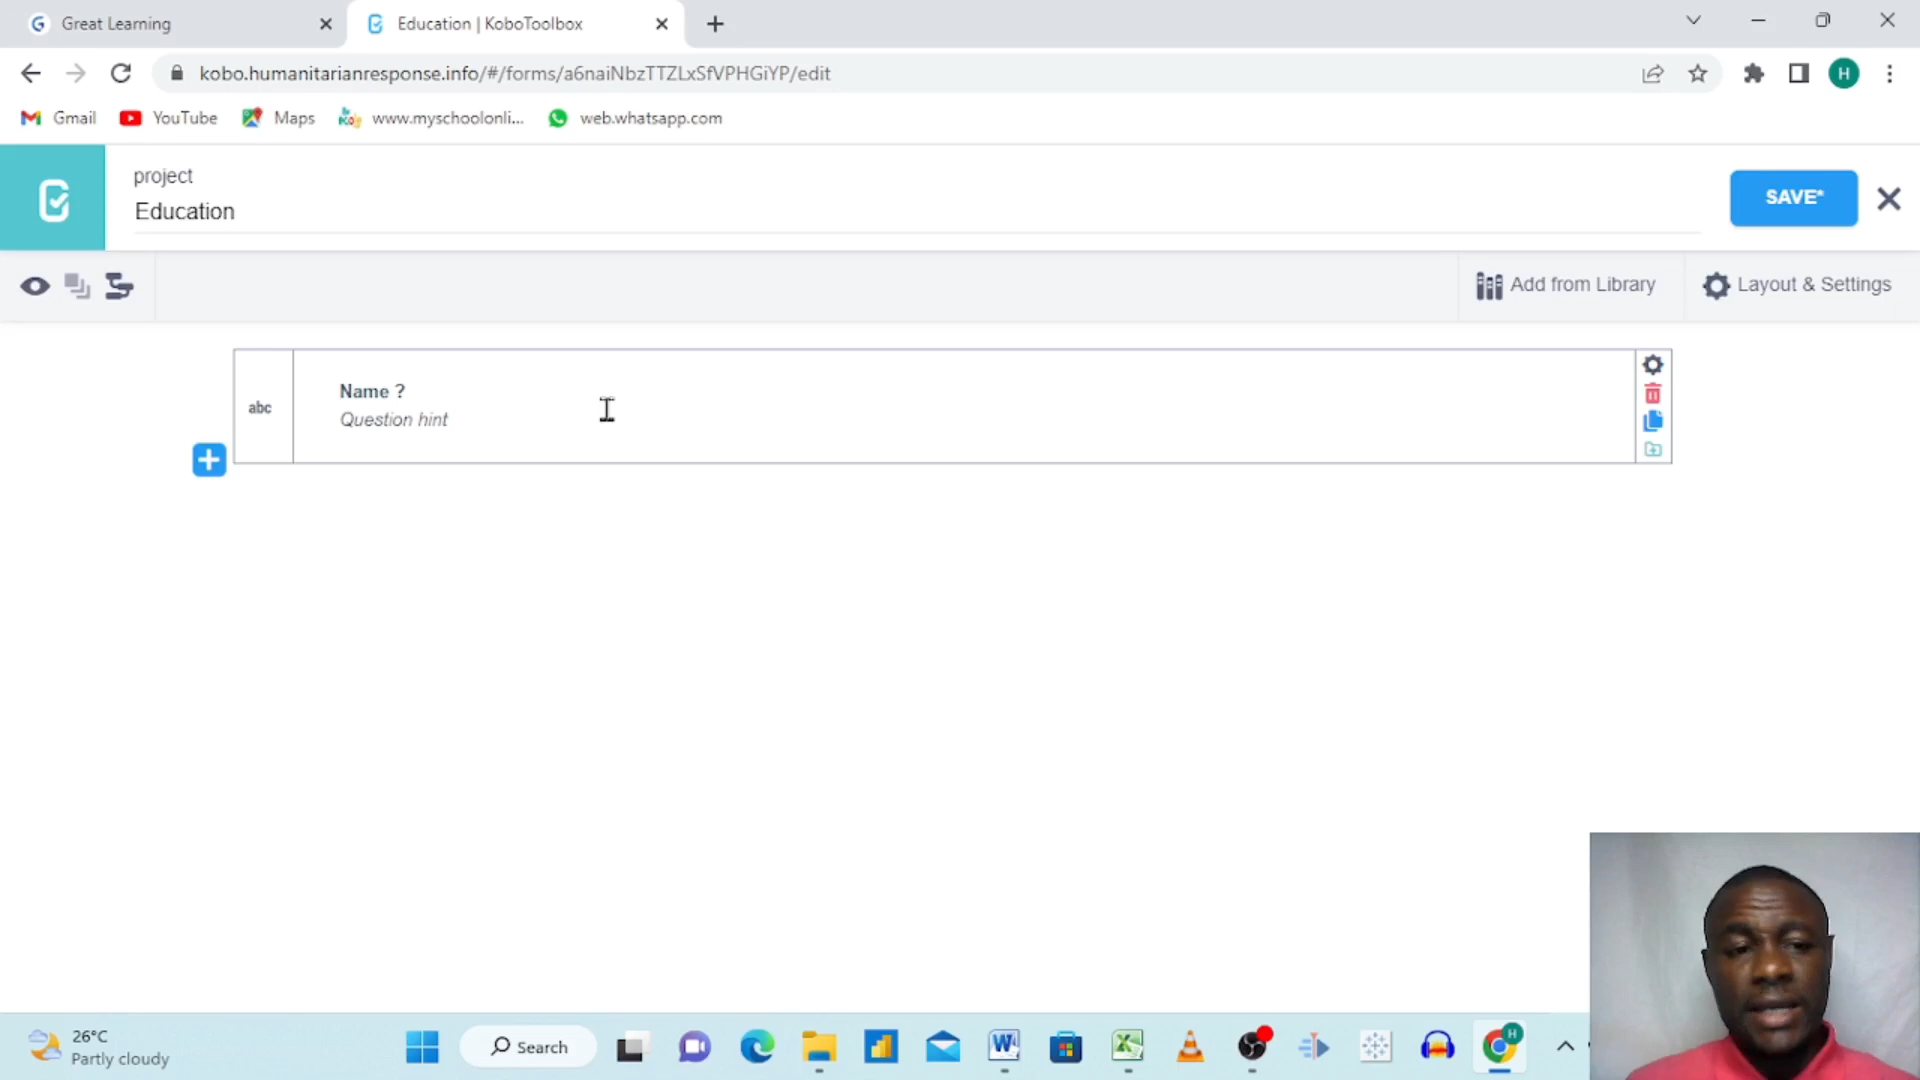 Great Learning
Education | KoboToolbox
kobo.humanitarianresponse.info/#/forms/a6naiNbzTTZLxSfVPHGiYP/edit
H
Gmail
YouTube
Maps
www.myschoolonli...
web.whatsapp.com
project
Education
SAVE*
Add from Library
Layout & Settings
abc
Name ?
Question hint
26°C
Partly cloudy
Search
H